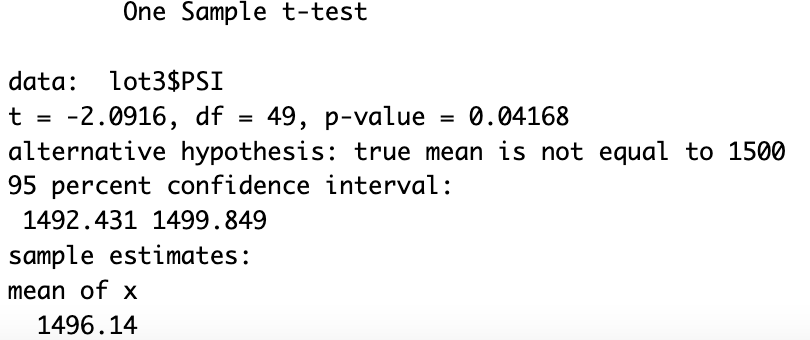 One Sample t-test
data:  lot3$PSI
t = -2.0916, df = 49, p-value = 0.04168
alternative hypothesis: true mean is not equal to 1500
95 percent confidence interval:
1492.431 1499.849
sample estimates:
mean of x
1496.14